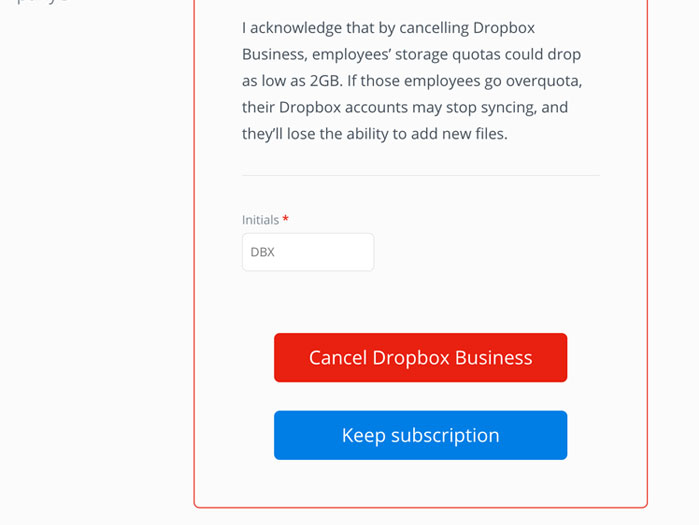 I acknowledge that by cancelling Dropbox
Business, employees’ storage quotas could drop
as low as 2GB. If those employees go overquota,
their Dropbox accounts may stop syncing, and
they’ll lose the ability to add new files.
Initials *
DBX
Cancel Dropbox Business
Keep subscription